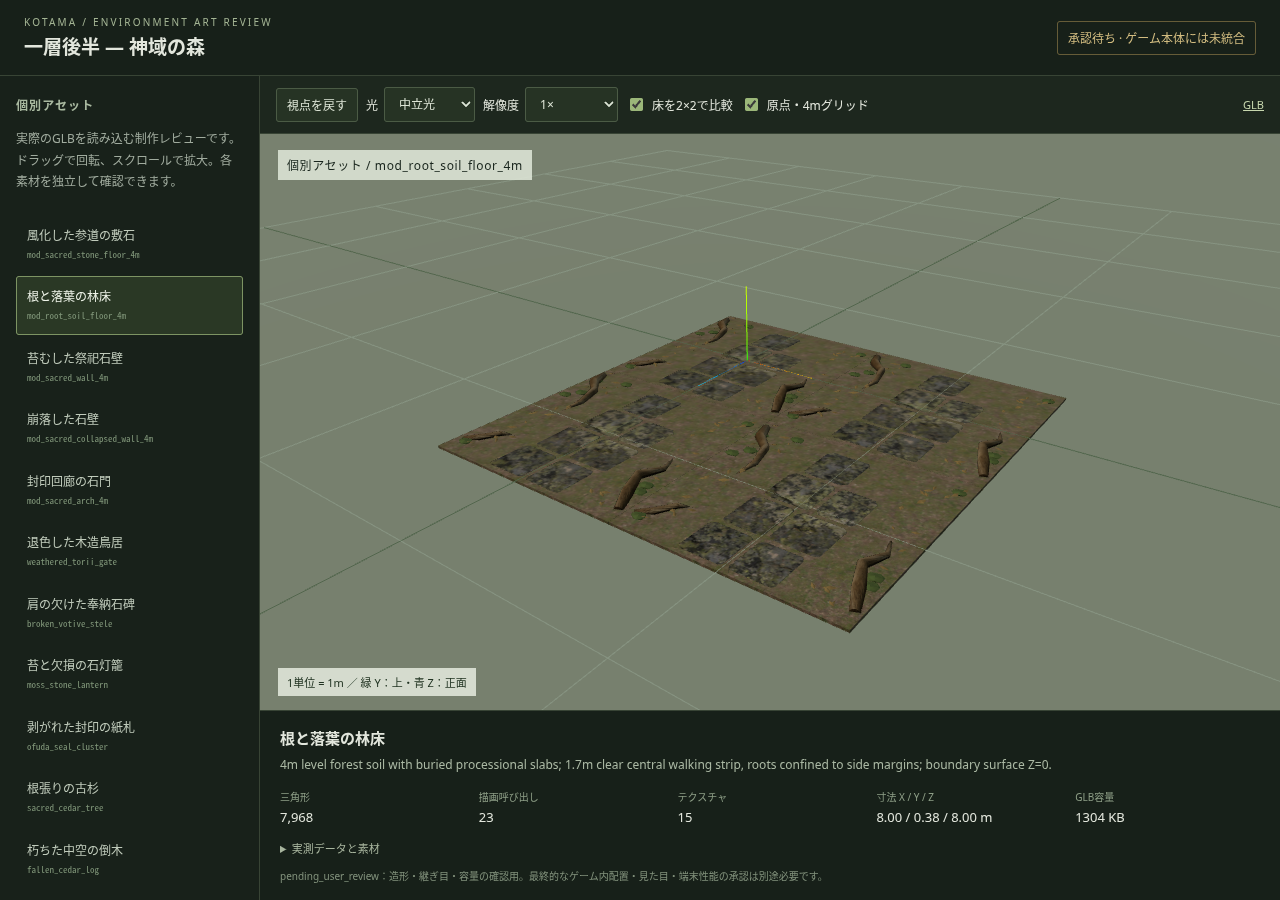 KOTAMA / ENVIRONMENT ART REVIEW
一層後半 — 神域の森
承認待ち · ゲーム本体には未統合
個別アセット
実際のGLBを読み込む制作レビューです。
ドラッグで回転、スクロールで拡大。各
素材を独立して確認できます。
風化した参道の敷石
mod_sacred_stone_floor_4m
根と落葉の林床
mod_root_soil_floor_4m
苔むした祭祀石壁
mod_sacred_wall_4m
崩落した石壁
mod_sacred_collapsed_wall_4m
封印回廊の石門
mod_sacred_arch_4m
退色した木造鳥居
weathered_torii_gate
肩の欠けた奉納石碑
broken_votive_stele
苔と欠損の石灯籠
moss_stone_lantern
剥がれた封印の紙札
ofuda_seal_cluster
根張りの古杉
sacred_cedar_tree
朽ちた中空の倒木
fallen_cedar_log
視点を戻す 光 中立光 解像度 1× 床を2×2で比較 原点・4mグリッド GLB
個別アセット / mod_root_soil_floor_4m
1単位 = 1m ／ 緑 Y：上・青 Z：正面
根と落葉の林床
4m level forest soil with buried processional slabs; 1.7m clear central walking strip, roots confined to side margins; boundary surface Z=0.
三角形 描画呼び出し テクスチャ 寸法 X / Y / Z GLB容量
7,968 23 15 8.00 / 0.38 / 8.00 m 1304 KB
▶ 実測データと素材
pending_user_review：造形・継ぎ目・容量の確認用。最終的なゲーム内配置・見た目・端末性能の承認は別途必要です。